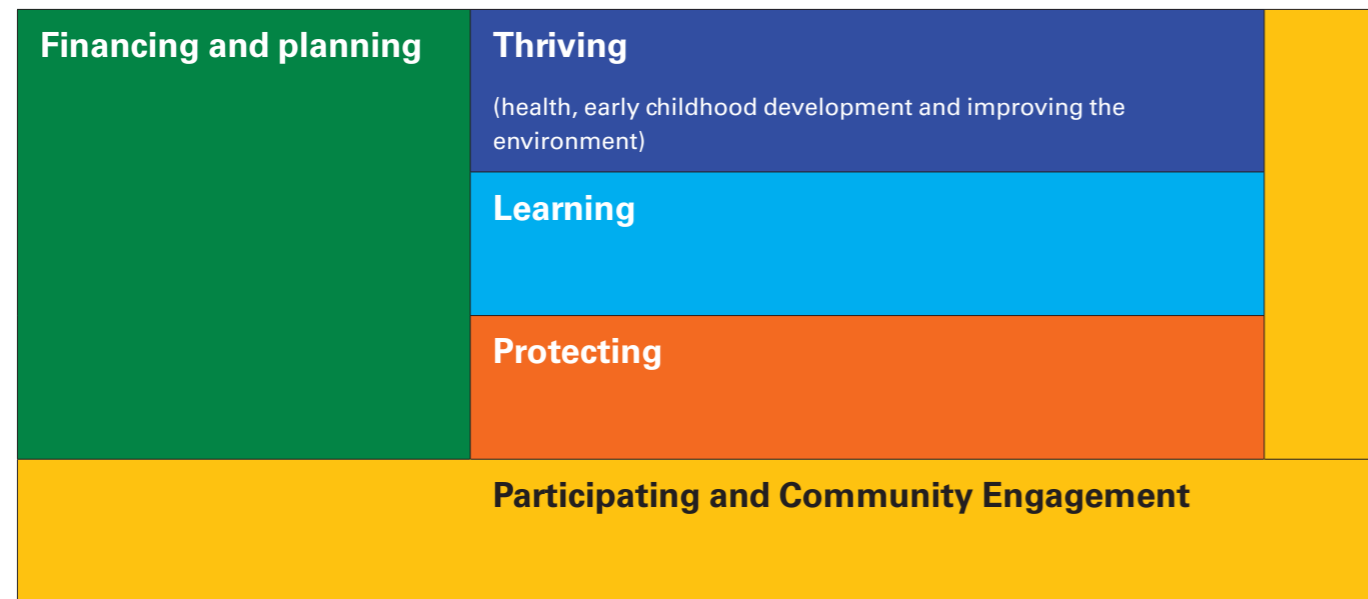 Financing and planning
Thriving
(health, early childhood development and improving the
environment)
Learning
Protecting
Participating and Community Engagement